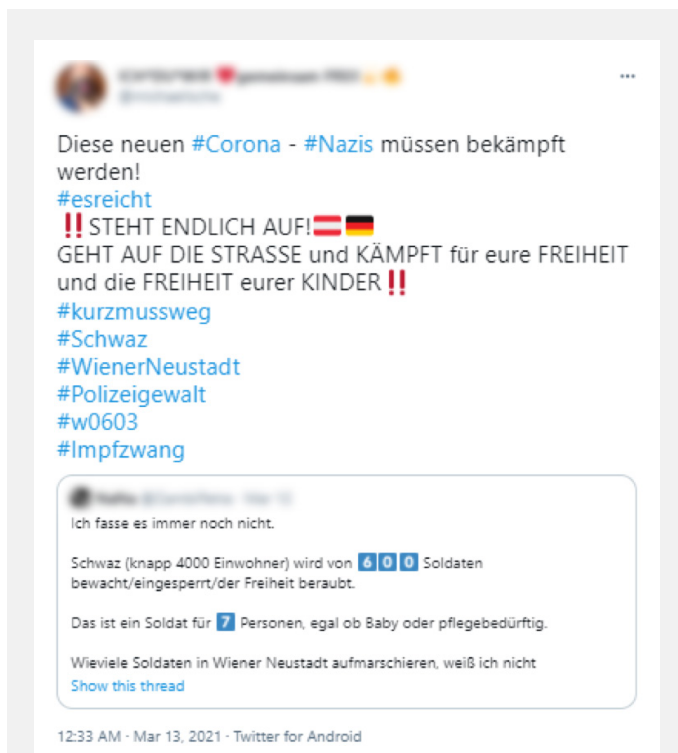 Diese neuen #Corona - #Nazis müssen bekämpft
werden!
#esreicht
‼️STEHT ENDLICH AUF!🇦🇹🇩🇪
GEHT AUF DIE STRASSE und KÄMPFT für eure FREIHEIT
und die FREIHEIT eurer KINDER‼️
#kurzmussweg
#Schwaz
#WienerNeustadt
#Polizeigewalt
#w0603
#Impfzwang
Ich fasse es immer noch nicht.
Schwaz (knapp 4000 Einwohner) wird von 6️⃣0️⃣0️⃣ Soldaten
bewacht/eingesperrt/der Freiheit beraubt.
Das ist ein Soldat für 7️⃣ Personen, egal ob Baby oder pflegebedürftig.
Wieviele Soldaten in Wiener Neustadt aufmarschieren, weiß ich nicht
Show this thread
12:33 AM · Mar 13, 2021 · Twitter for Android